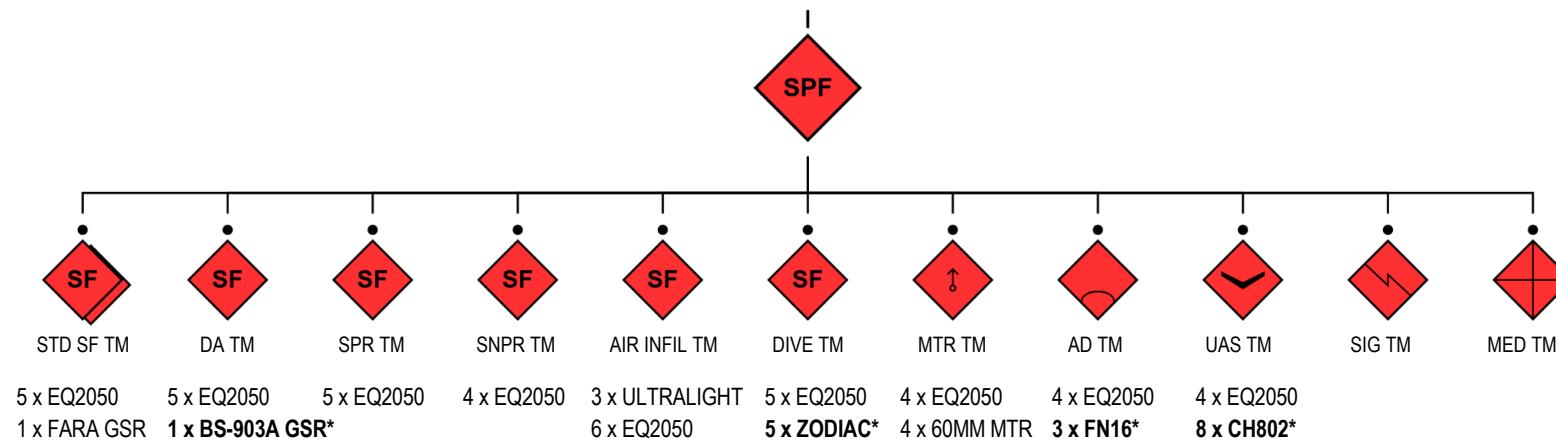 SPF
SF SF SF SF SF SF
STD SF TM DA TM SPR TM SNPR TM AIR INFIL TM DIVE TM MTR TM AD TM UAS TM SIG TM MED TM
5 x EQ2050 5 x EQ2050 5 x EQ2050 4 x EQ2050 3 x ULTRALIGHT 5 x EQ2050 4 x EQ2050 4 x EQ2050 4 x EQ2050
1 x FARA GSR 1 x BS-903A GSR* 6 x EQ2050 5 x ZODIAC* 4 x 60MM MTR 3 x FN16* 8 x CH802*